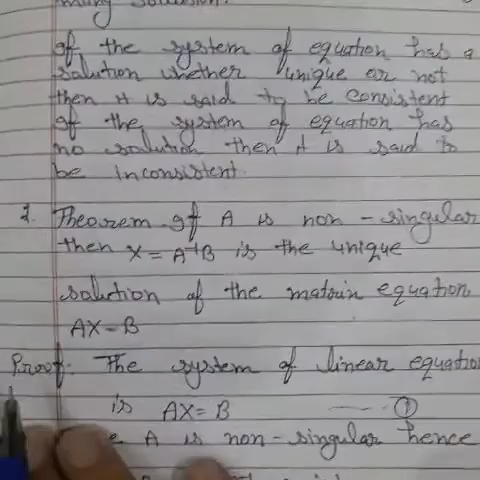 many solution.
If the system of equation has a
solution whether unique or not
then it is said to be consistent
If the system of equation has
no solution then it is said to
be inconsistent.
1. Theorem If A is non-singular
then X = A⁻¹B is the unique
solution of the matrix equation
AX = B
Proof: The system of linear equation
is AX = B —— ①
A is non-singular hence